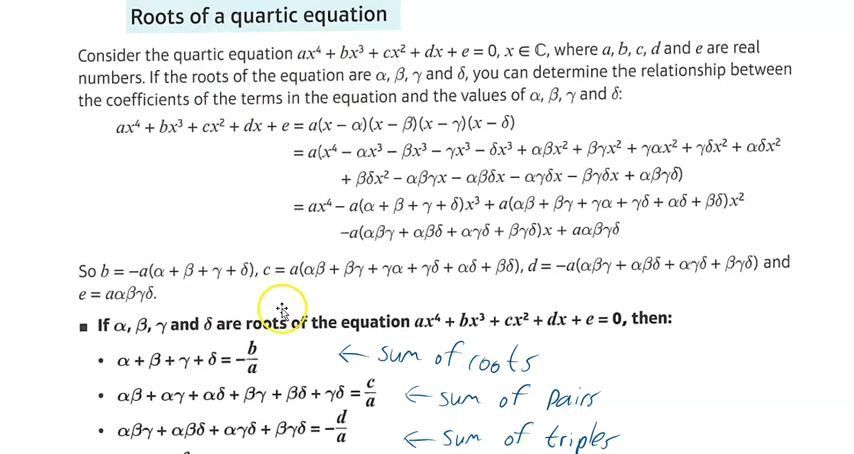 Roots of a quartic equation
Consider the quartic equation ax⁴ + bx³ + cx² + dx + e = 0, x ∈ ℂ, where a, b, c, d and e are real
numbers. If the roots of the equation are α, β, γ and δ, you can determine the relationship between
the coefficients of the terms in the equation and the values of α, β, γ and δ:
ax⁴ + bx³ + cx² + dx + e = a(x − α)(x − β)(x − γ)(x − δ)
= a(x⁴ − αx³ − βx³ − γx³ − δx³ + αβx² + βγx² + γαx² + γδx² + αδx²
+ βδx² − αβγx − αβδx − αγδx − βγδx + αβγδ)
= ax⁴ − a(α + β + γ + δ)x³ + a(αβ + βγ + γα + γδ + αδ + βδ)x²
−a(αβγ + αβδ + αγδ + βγδ)x + aαβγδ
So b = −a(α + β + γ + δ), c = a(αβ + βγ + γα + γδ + αδ + βδ), d = −a(αβγ + αβδ + αγδ + βγδ) and
e = aαβγδ.
■ If α, β, γ and δ are roots of the equation ax⁴ + bx³ + cx² + dx + e = 0, then:
• α + β + γ + δ = −b/a ← sum of roots
• αβ + αγ + αδ + βγ + βδ + γδ = c/a ← sum of pairs
• αβγ + αβδ + αγδ + βγδ = −d/a ← sum of triples